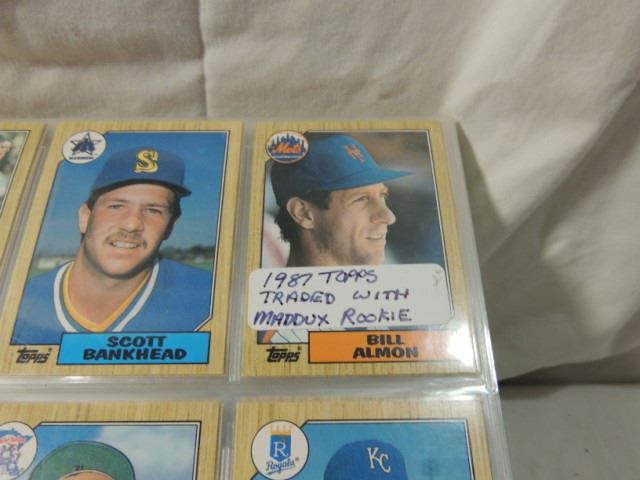 S
Mets
1987 TOPPS
TRADED WITH
MADDUX ROOKIE
Topps
SCOTT
BANKHEAD
Topps
BILL
ALMON
R
Royals
KC